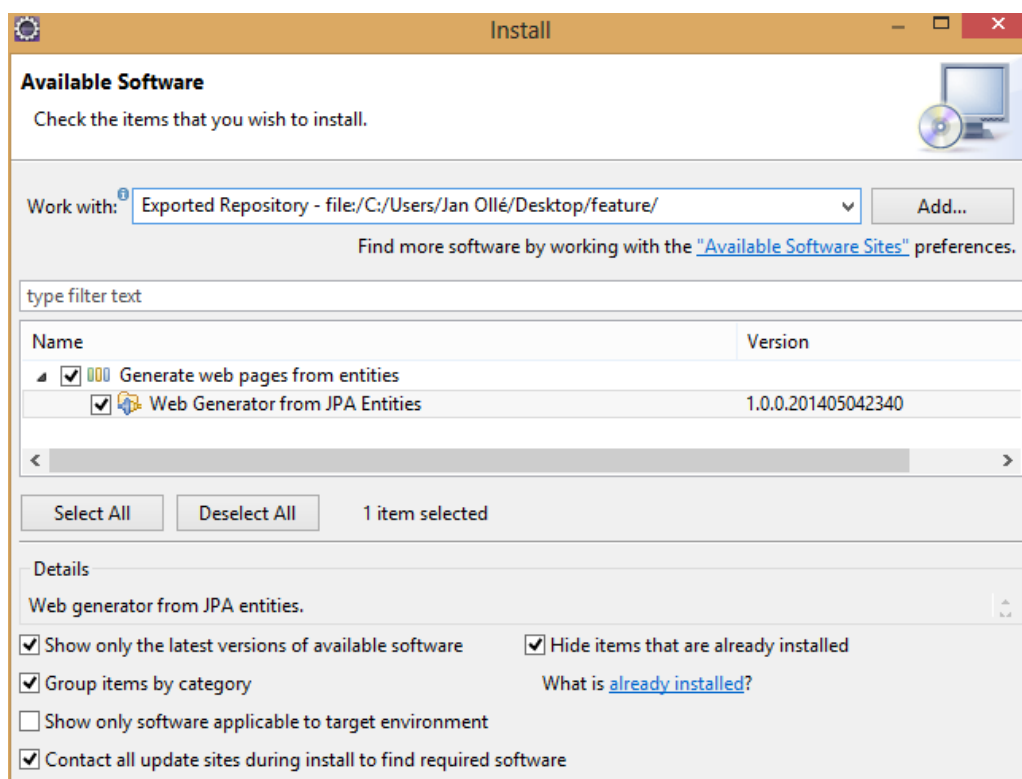 Install
Available Software
Check the items that you wish to install.
Work with: Exported Repository - file:/C:/Users/Jan Ollé/Desktop/feature/ Add...
Find more software by working with the "Available Software Sites" preferences.
type filter text
Name Version
Generate web pages from entities
Web Generator from JPA Entities 1.0.0.201405042340
Select All Deselect All 1 item selected
Details
Web generator from JPA entities.
Show only the latest versions of available software Hide items that are already installed
Group items by category What is already installed?
Show only software applicable to target environment
Contact all update sites during install to find required software